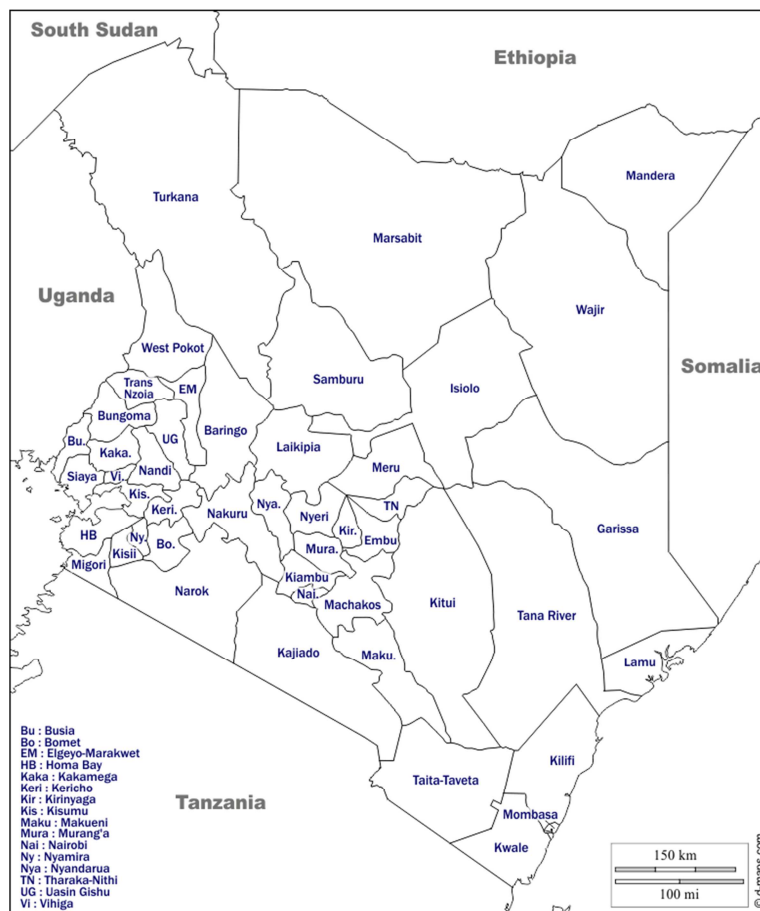 South Sudan
Ethiopia
Mandera
Turkana
Marsabit
Uganda
Wajir
West Pokot
Somalia
Trans
Nzoia
EM
Samburu
Isiolo
Bungoma
Baringo
Bu.
UG
Laikipia
Kaka.
Meru
Siaya
Vi.
Nandi
Kis.
Nya.
TN
Keri.
Nakuru
Nyeri
Garissa
HB
Ny.
Kir.
Embu
Kisii
Bo.
Mura.
Migori
Kiambu
Narok
Nai.
Machakos
Kitui
Tana River
Kajiado
Maku.
Lamu
Bu : Busia
Bo : Bomet
EM : Elgeyo-Marakwet
HB : Homa Bay
Kaka : Kakamega
Keri : Kericho
Kir : Kirinyaga
Kis : Kisumu
Maku : Makueni
Mura : Murang'a
Nai : Nairobi
Ny : Nyamira
Nya : Nyandarua
TN : Tharaka-Nithi
UG : Uasin Gishu
Vi : Vihiga
Tanzania
Taita-Taveta
Kilifi
Mombasa
Kwale
150 km
100 mi
© d-maps.com